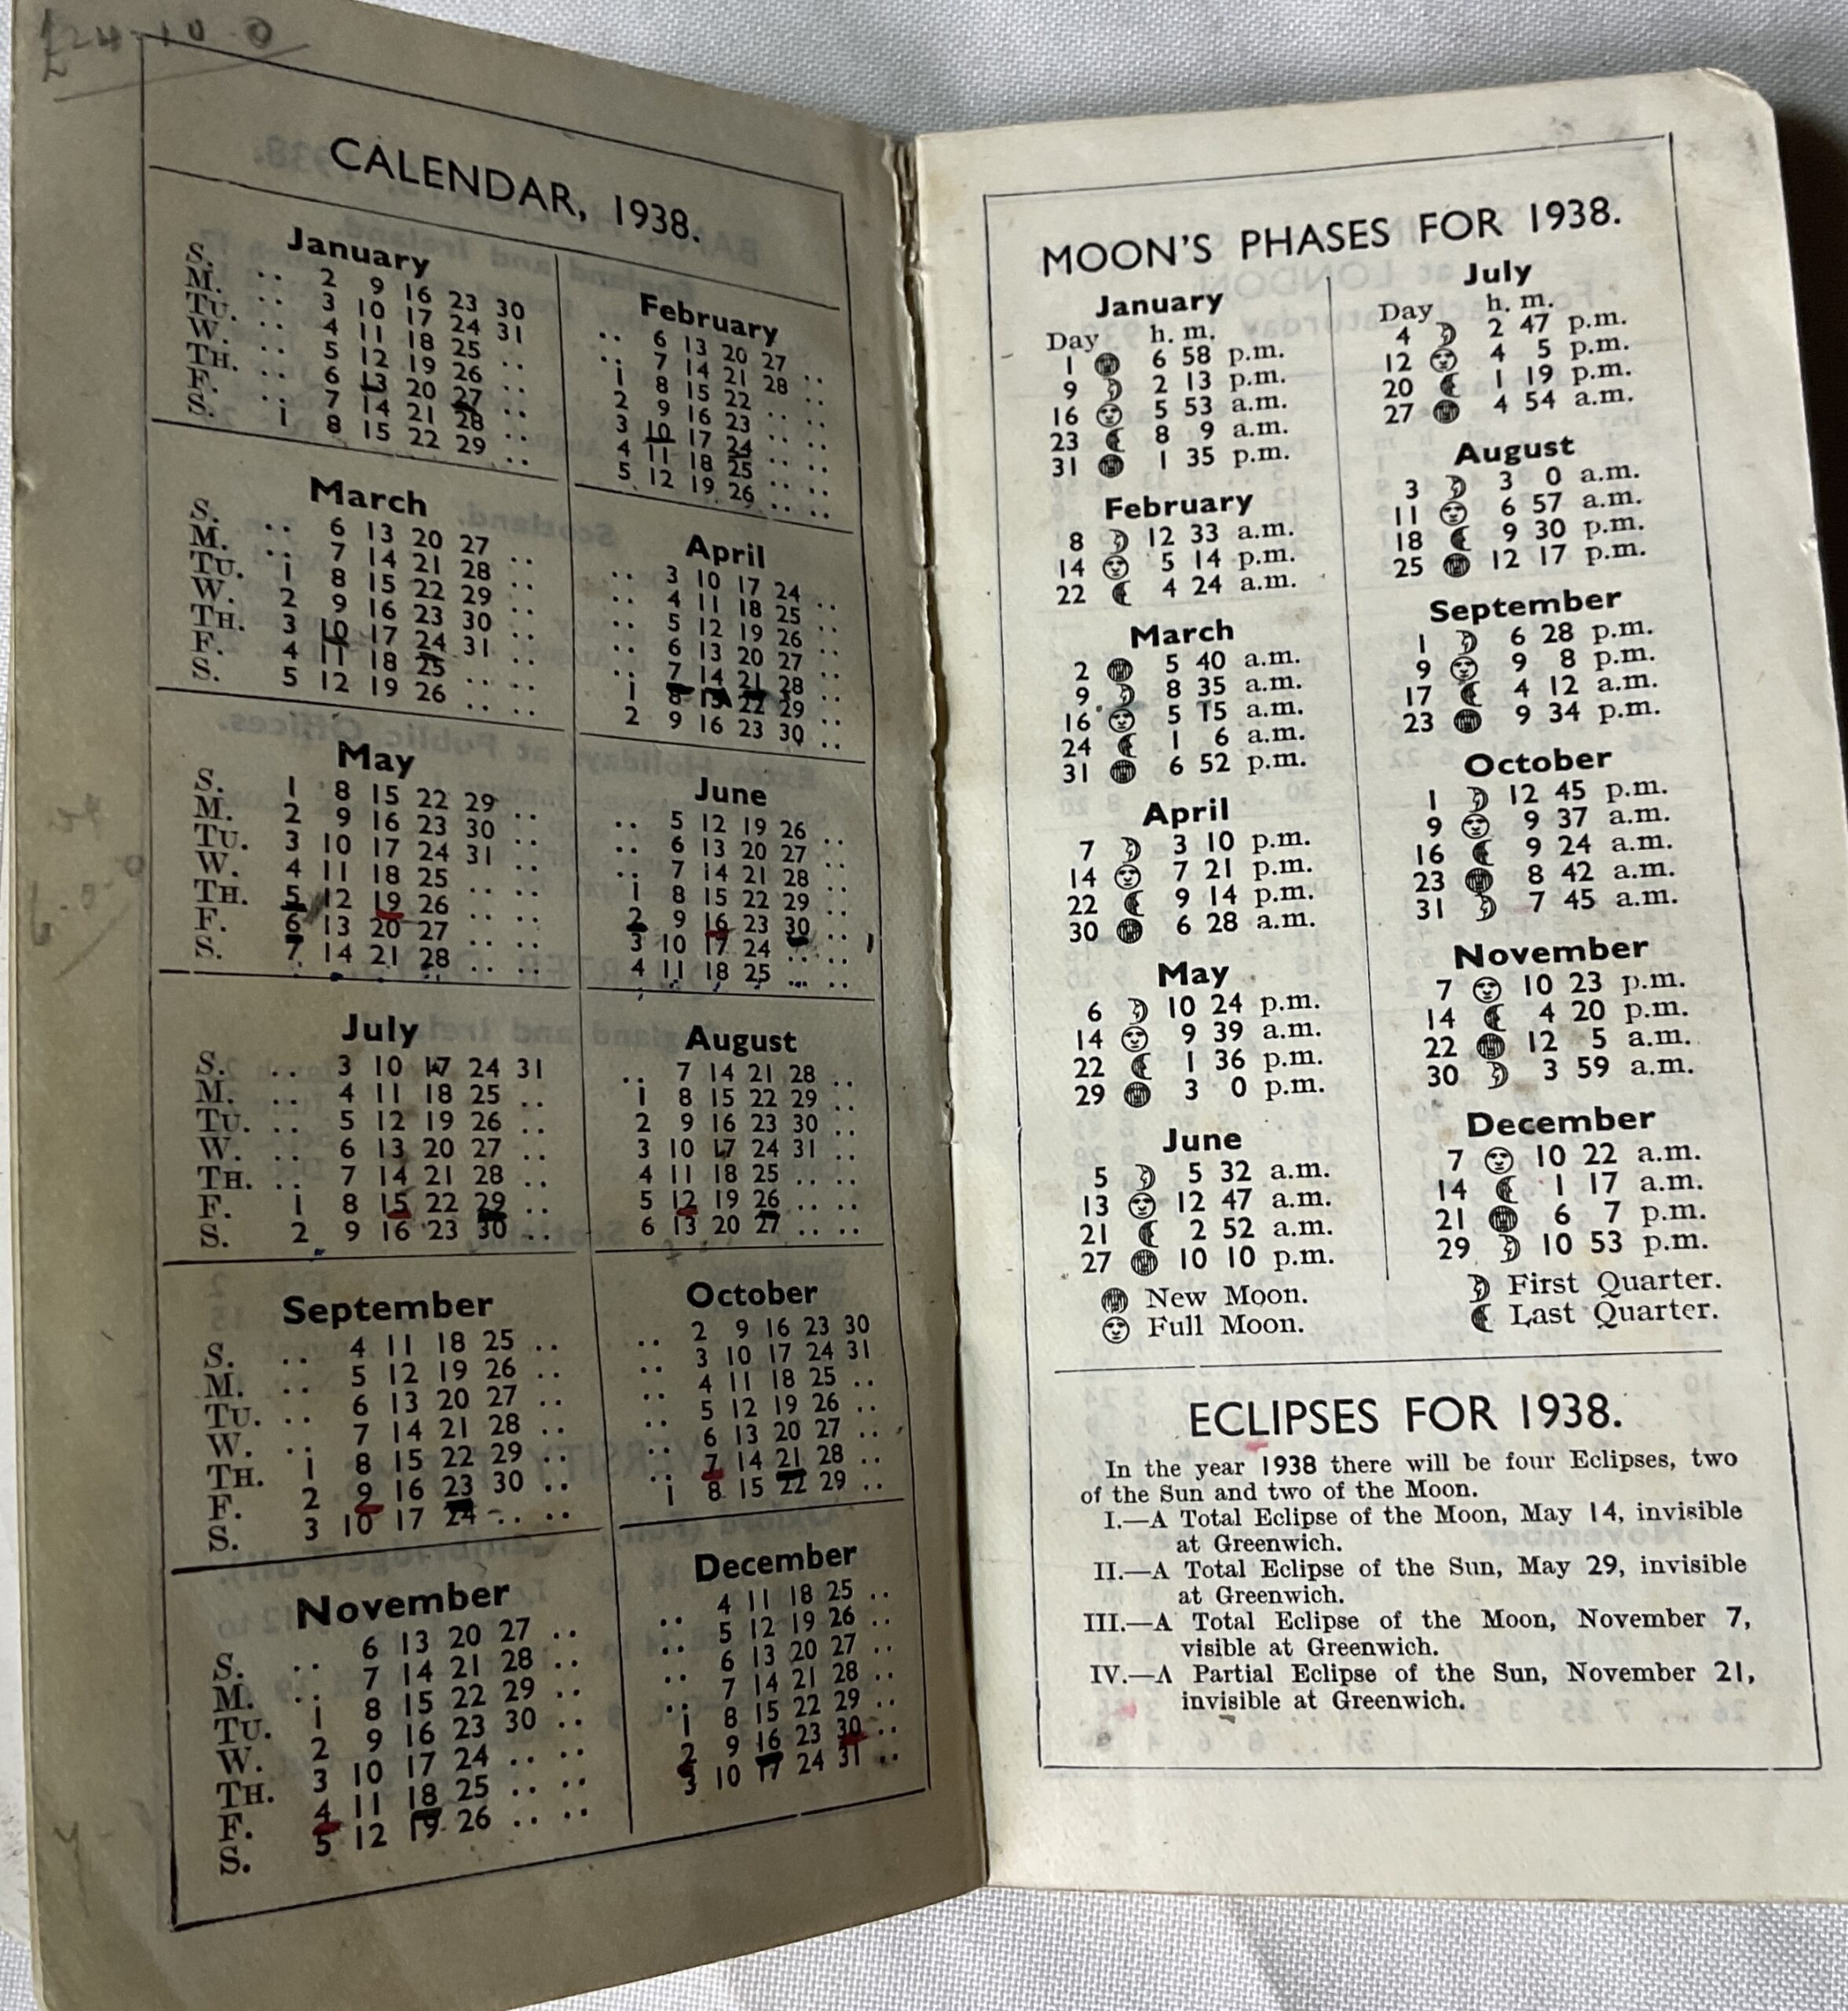 £24-10 0
CALENDAR, 1938.
January
S. .. 2 9 16 23 30
M. .. 3 10 17 24 31
TU. .. 4 11 18 25 ..
W. .. 5 12 19 26 ..
TH. .. 6 13 20 27 ..
F. .. 7 14 21 28 ..
S. 1 8 15 22 29 ..
February
.. 6 13 20 27 ..
.. 7 14 21 28 ..
1 8 15 22 .. ..
2 9 16 23 .. ..
3 10 17 24 .. ..
4 11 18 25 .. ..
5 12 19 26 .. ..
March
S. .. 6 13 20 27 ..
M. .. 7 14 21 28 ..
TU. 1 8 15 22 29 ..
W. 2 9 16 23 30 ..
TH. 3 10 17 24 31 ..
F. 4 11 18 25 .. ..
S. 5 12 19 26 .. ..
April
.. 3 10 17 24 ..
.. 4 11 18 25 ..
.. 5 12 19 26 ..
.. 6 13 20 27 ..
.. 7 14 21 28 ..
1 8 15 22 29 ..
2 9 16 23 30 ..
May
S. 1 8 15 22 29 ..
M. 2 9 16 23 30 ..
TU. 3 10 17 24 31 ..
W. 4 11 18 25 .. ..
TH. 5 12 19 26 .. ..
F. 6 13 20 27 .. ..
S. 7 14 21 28 .. ..
June
.. 5 12 19 26 ..
.. 6 13 20 27 ..
.. 7 14 21 28 ..
1 8 15 22 29 ..
2 9 16 23 30 ..
3 10 17 24 .. ..
4 11 18 25 .. ..
July
S. .. 3 10 17 24 31
M. .. 4 11 18 25 ..
TU. .. 5 12 19 26 ..
W. .. 6 13 20 27 ..
TH. .. 7 14 21 28 ..
F. 1 8 15 22 29 ..
S. 2 9 16 23 30 ..
August
.. 7 14 21 28 ..
1 8 15 22 29 ..
2 9 16 23 30 ..
3 10 17 24 31 ..
4 11 18 25 .. ..
5 12 19 26 .. ..
6 13 20 27 .. ..
September
S. .. 4 11 18 25 ..
M. .. 5 12 19 26 ..
TU. .. 6 13 20 27 ..
W. .. 7 14 21 28 ..
TH. 1 8 15 22 29 ..
F. 2 9 16 23 30 ..
S. 3 10 17 24 .. ..
October
.. 2 9 16 23 30
.. 3 10 17 24 31
.. 4 11 18 25 ..
.. 5 12 19 26 ..
.. 6 13 20 27 ..
.. 7 14 21 28 ..
1 8 15 22 29 ..
November
S. .. 6 13 20 27 ..
M. .. 7 14 21 28 ..
TU. 1 8 15 22 29 ..
W. 2 9 16 23 30 ..
TH. 3 10 17 24 .. ..
F. 4 11 18 25 .. ..
S. 5 12 19 26 .. ..
December
.. 4 11 18 25 ..
.. 5 12 19 26 ..
.. 6 13 20 27 ..
.. 7 14 21 28 ..
1 8 15 22 29 ..
2 9 16 23 30 ..
3 10 17 24 31 ..
MOON'S PHASES FOR 1938.
January
Day h. m.
1 6 58 p.m.
9 2 13 p.m.
16 5 53 a.m.
23 8 9 a.m.
31 1 35 p.m.
February
8 12 33 a.m.
14 5 14 p.m.
22 4 24 a.m.
March
2 5 40 a.m.
9 8 35 a.m.
16 5 15 a.m.
24 1 6 a.m.
31 6 52 p.m.
April
7 3 10 p.m.
14 7 21 p.m.
22 9 14 p.m.
30 6 28 a.m.
May
6 10 24 p.m.
14 9 39 a.m.
22 1 36 p.m.
29 3 0 p.m.
June
5 5 32 a.m.
13 12 47 a.m.
21 2 52 a.m.
27 10 10 p.m.
New Moon.
Full Moon.
July
Day h. m.
4 2 47 p.m.
12 4 5 p.m.
20 1 19 p.m.
27 4 54 a.m.
August
3 3 0 a.m.
11 6 57 a.m.
18 9 30 p.m.
25 12 17 p.m.
September
1 6 28 p.m.
9 9 8 p.m.
17 4 12 a.m.
23 9 34 p.m.
October
1 12 45 p.m.
9 9 37 a.m.
16 9 24 a.m.
23 8 42 a.m.
31 7 45 a.m.
November
7 10 23 p.m.
14 4 20 p.m.
22 12 5 a.m.
30 3 59 a.m.
December
7 10 22 a.m.
14 1 17 a.m.
21 6 7 p.m.
29 10 53 p.m.
First Quarter.
Last Quarter.
ECLIPSES FOR 1938.
In the year 1938 there will be four Eclipses, two
of the Sun and two of the Moon.
I.—A Total Eclipse of the Moon, May 14, invisible
at Greenwich.
II.—A Total Eclipse of the Sun, May 29, invisible
at Greenwich.
III.—A Total Eclipse of the Moon, November 7,
visible at Greenwich.
IV.—A Partial Eclipse of the Sun, November 21,
invisible at Greenwich.